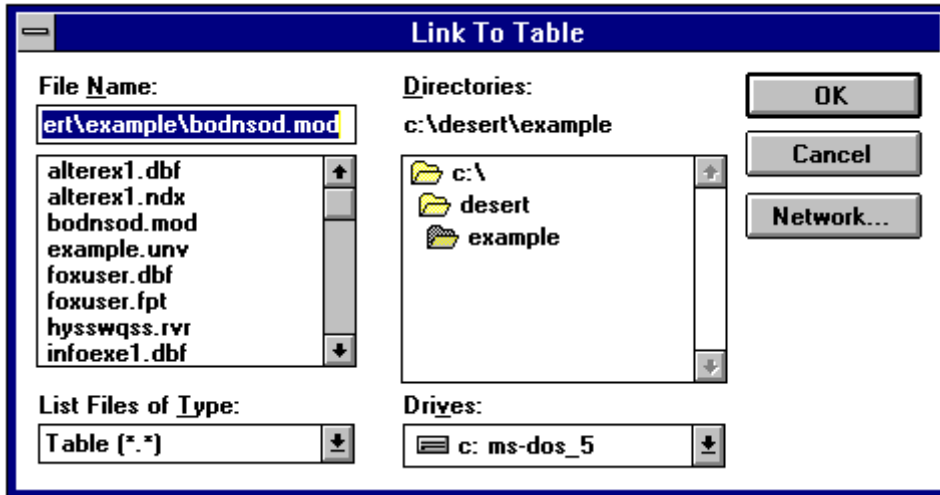 Link To Table
File Name:
ert\example\bodnsod.mod
alterex1.dbf
alterex1.ndx
bodnsod.mod
example.unv
foxuser.dbf
foxuser.fpt
hysswqss.rvr
infoexe1.dbf
List Files of Type:
Table (*.*)
Directories:
c:\desert\example
c:\
desert
example
Drives:
c: ms-dos_5
OK
Cancel
Network...